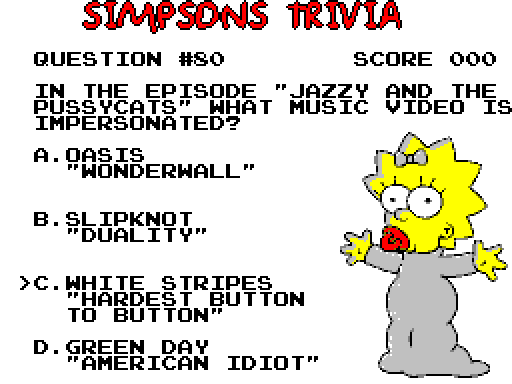 SIMPSONS TRIVIA
QUESTION #80 SCORE 000
IN THE EPISODE "JAZZY AND THE
PUSSYCATS" WHAT MUSIC VIDEO IS
IMPERSONATED?
A.OASIS
"WONDERWALL"
B.SLIPKNOT
"DUALITY"
>C.WHITE STRIPES
"HARDEST BUTTON
TO BUTTON"
D.GREEN DAY
"AMERICAN IDIOT"